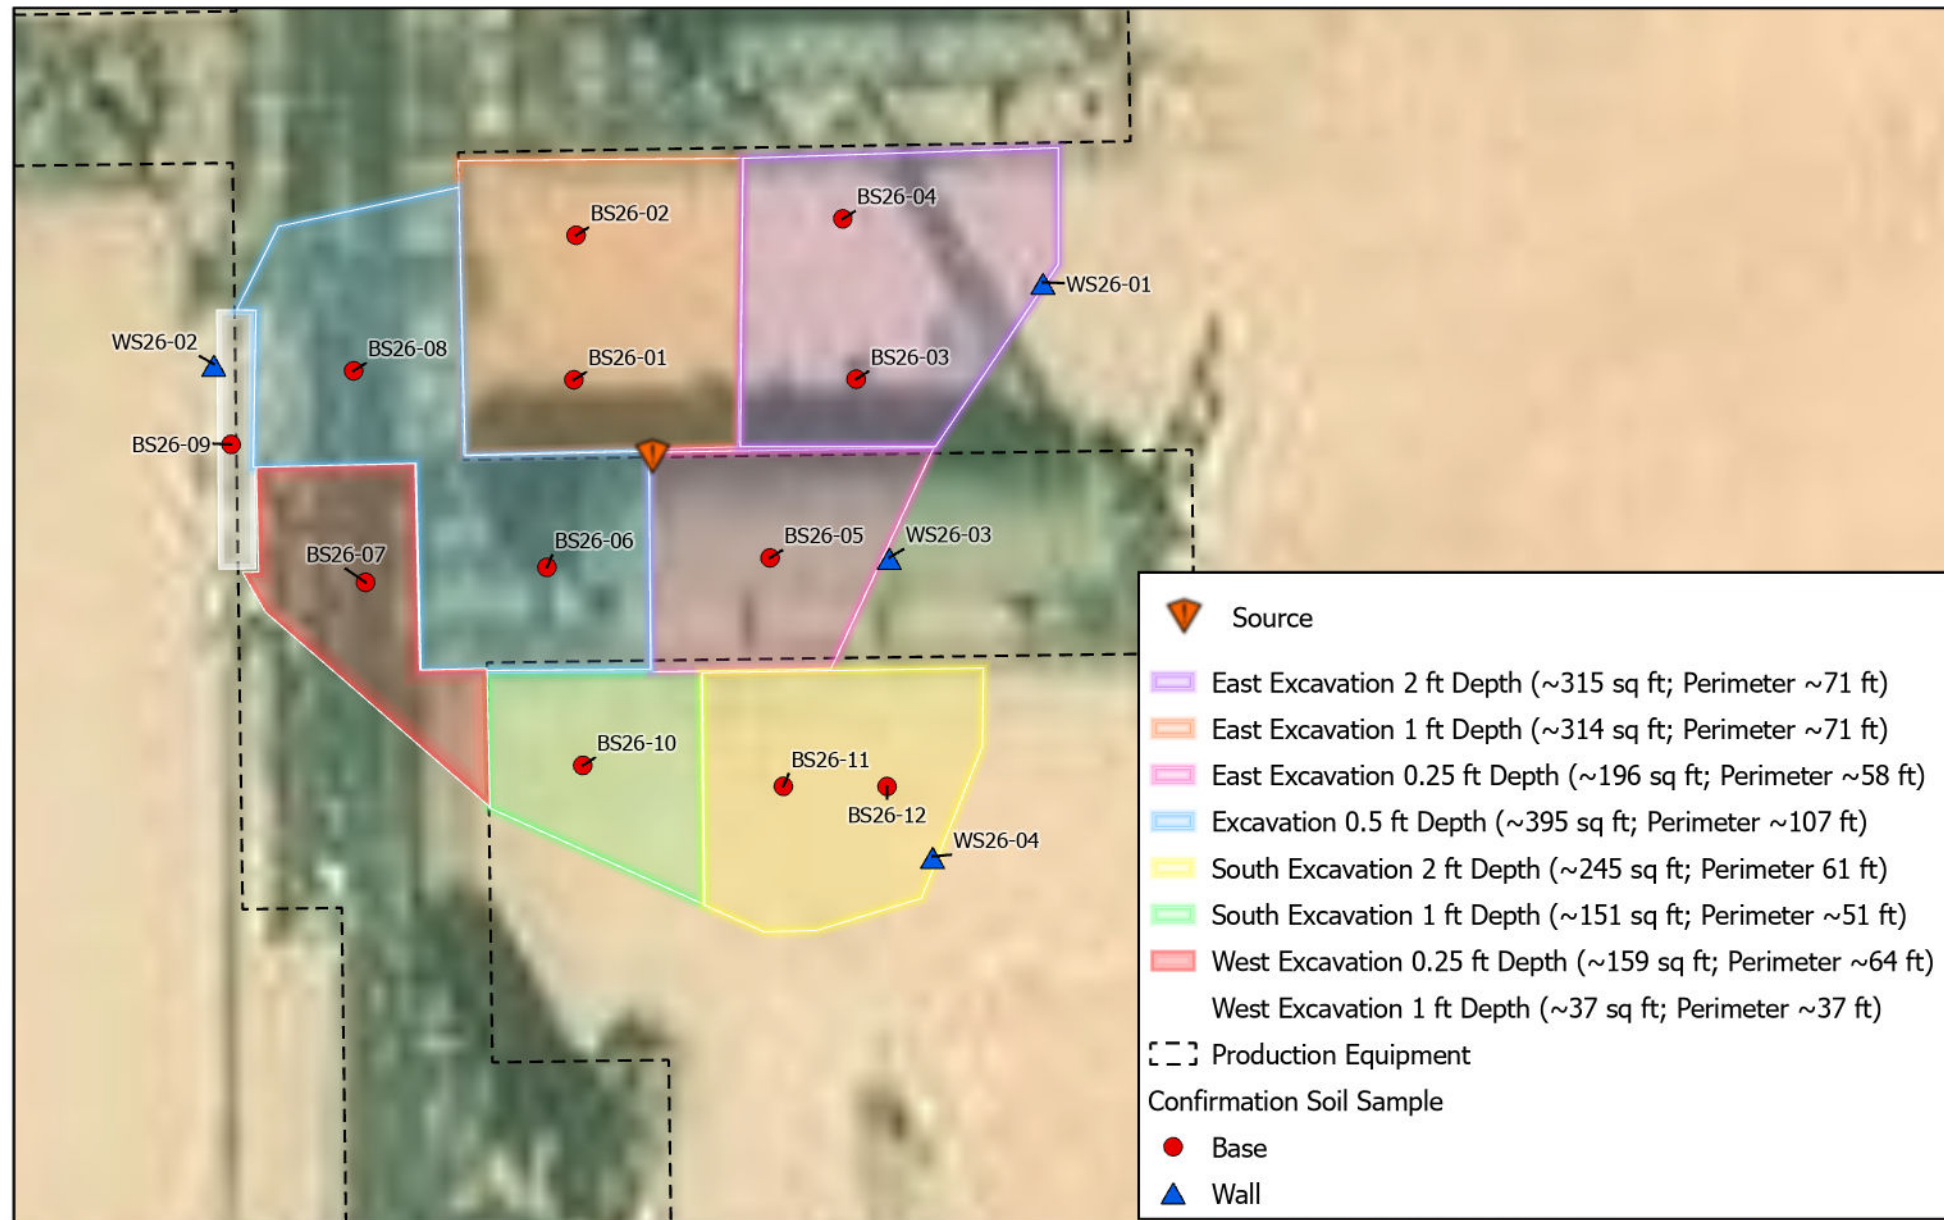 BS26-04
BS26-02
WS26-01
WS26-02
BS26-08
BS26-01
BS26-03
BS26-09
BS26-07
BS26-06
BS26-05
WS26-03
BS26-10
BS26-11
BS26-12
WS26-04
Source
East Excavation 2 ft Depth (~315 sq ft; Perimeter ~71 ft)
East Excavation 1 ft Depth (~314 sq ft; Perimeter ~71 ft)
East Excavation 0.25 ft Depth (~196 sq ft; Perimeter ~58 ft)
Excavation 0.5 ft Depth (~395 sq ft; Perimeter ~107 ft)
South Excavation 2 ft Depth (~245 sq ft; Perimeter 61 ft)
South Excavation 1 ft Depth (~151 sq ft; Perimeter ~51 ft)
West Excavation 0.25 ft Depth (~159 sq ft; Perimeter ~64 ft)
West Excavation 1 ft Depth (~37 sq ft; Perimeter ~37 ft)
Production Equipment
Confirmation Soil Sample
Base
Wall